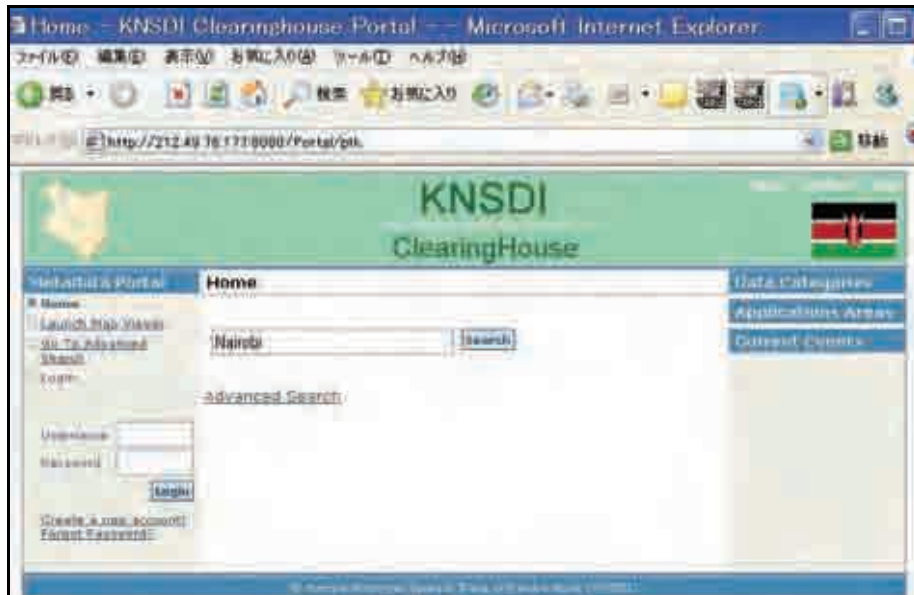 Home - KNSDI Clearinghouse Portal -- Microsoft Internet Explorer
ファイル(F) 編集(E) 表示(V) お気に入り(A) ツール(T) ヘルプ(H)
戻る 検索 お気に入り
移動
KNSDI
ClearingHouse
Metadata Portal
Home
Launch Map Viewer
Go To Advanced
Search
Login
Username
Password
Login
Create a new account
Forgot Password
Home
Nairobi
Search
Advanced Search
Data Categories
Applications Areas
Current Events